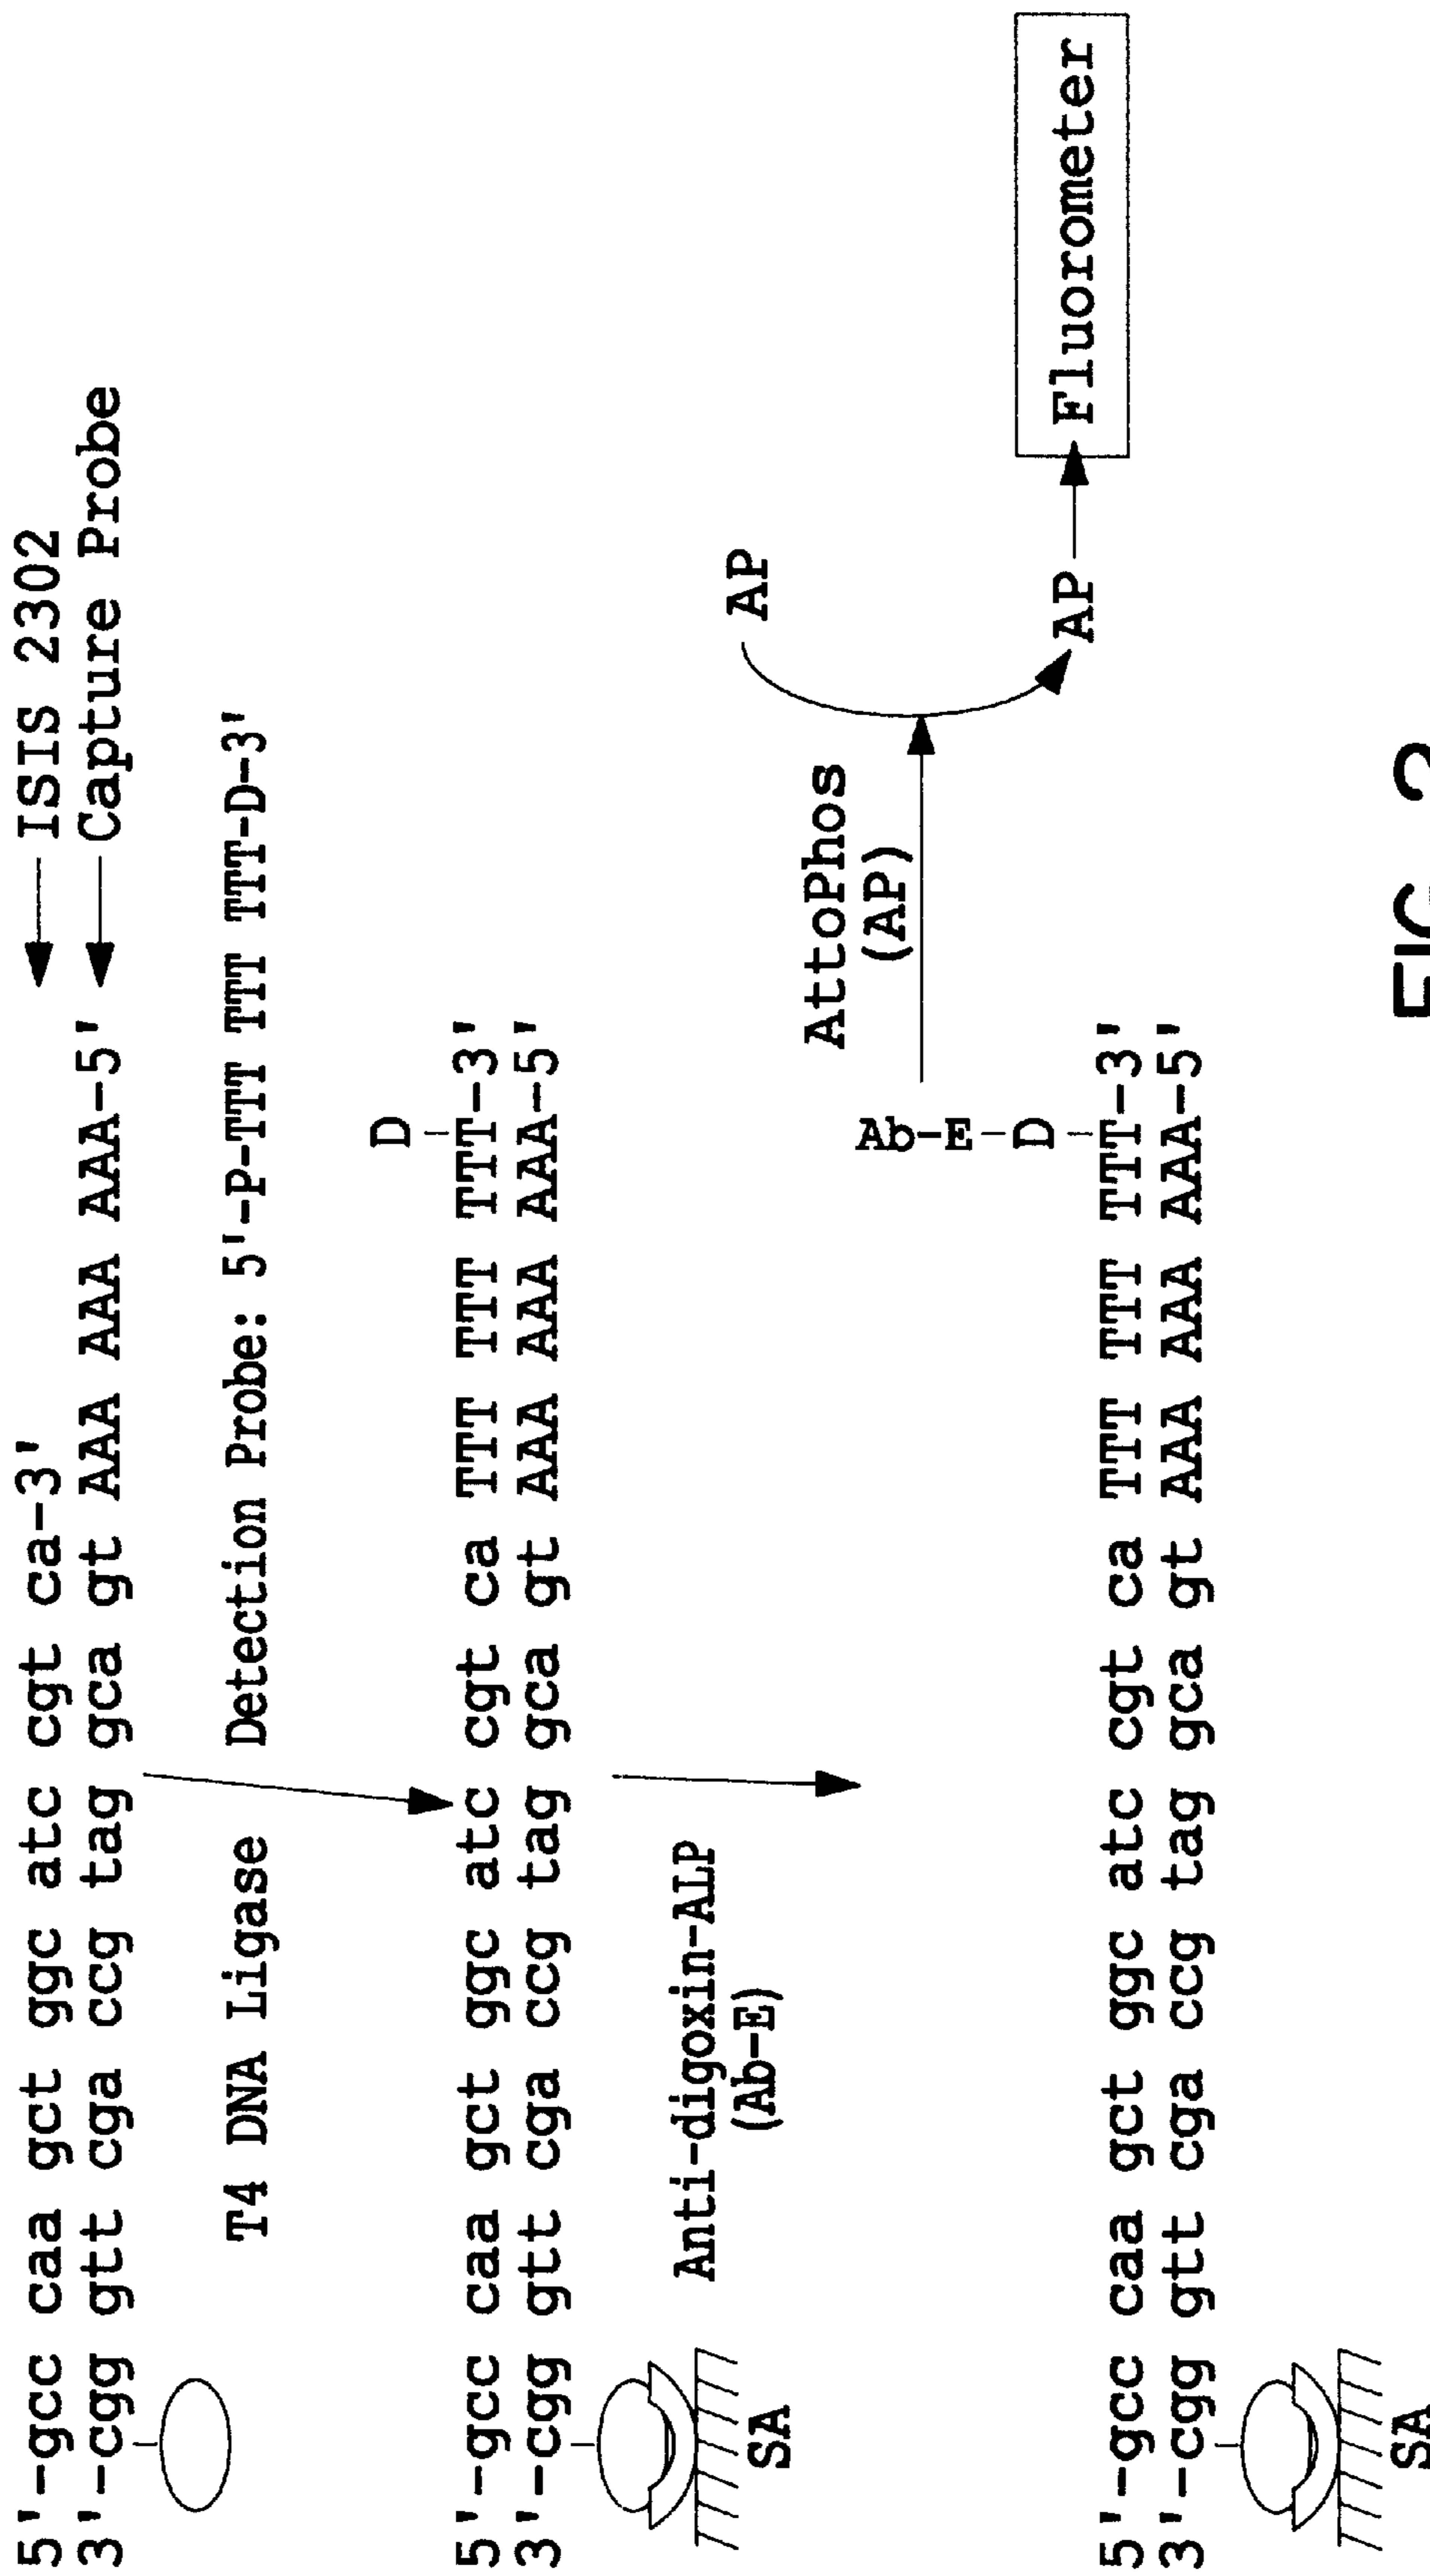 5'-gcc caa gct ggc atc cgt ca-3' ISIS 2302
3'-cgg gtt cga ccg tag gca gt AAA AAA AAA-5' Capture Probe
T4 DNA Ligase Detection Probe: 5'-P-TTT TTT TTT-D-3'
D
5'-gcc caa gct ggc atc cgt ca TTT TTT TTT-3'
3'-cgg gtt cga ccg tag gca gt AAA AAA AAA-5'
SA
Anti-digoxin-ALP
(Ab-E)
AP
AttoPhos
(AP)
Ab-E-D
AP
Fluorometer
5'-gcc caa gct ggc atc cgt ca TTT TTT TTT-3'
3'-cgg gtt cga ccg tag gca gt AAA AAA AAA-5'
SA
FIG.